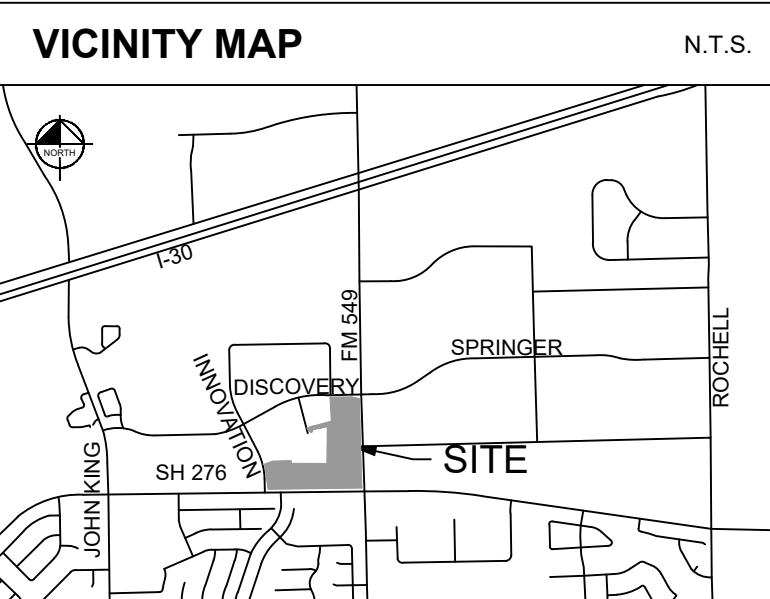 VICINITY MAP
N.T.S.
NORTH
I-30
FM 549
SPRINGER
ROCHELL
INNOVATION
DISCOVERY
SITE
SH 276
JOHN KING